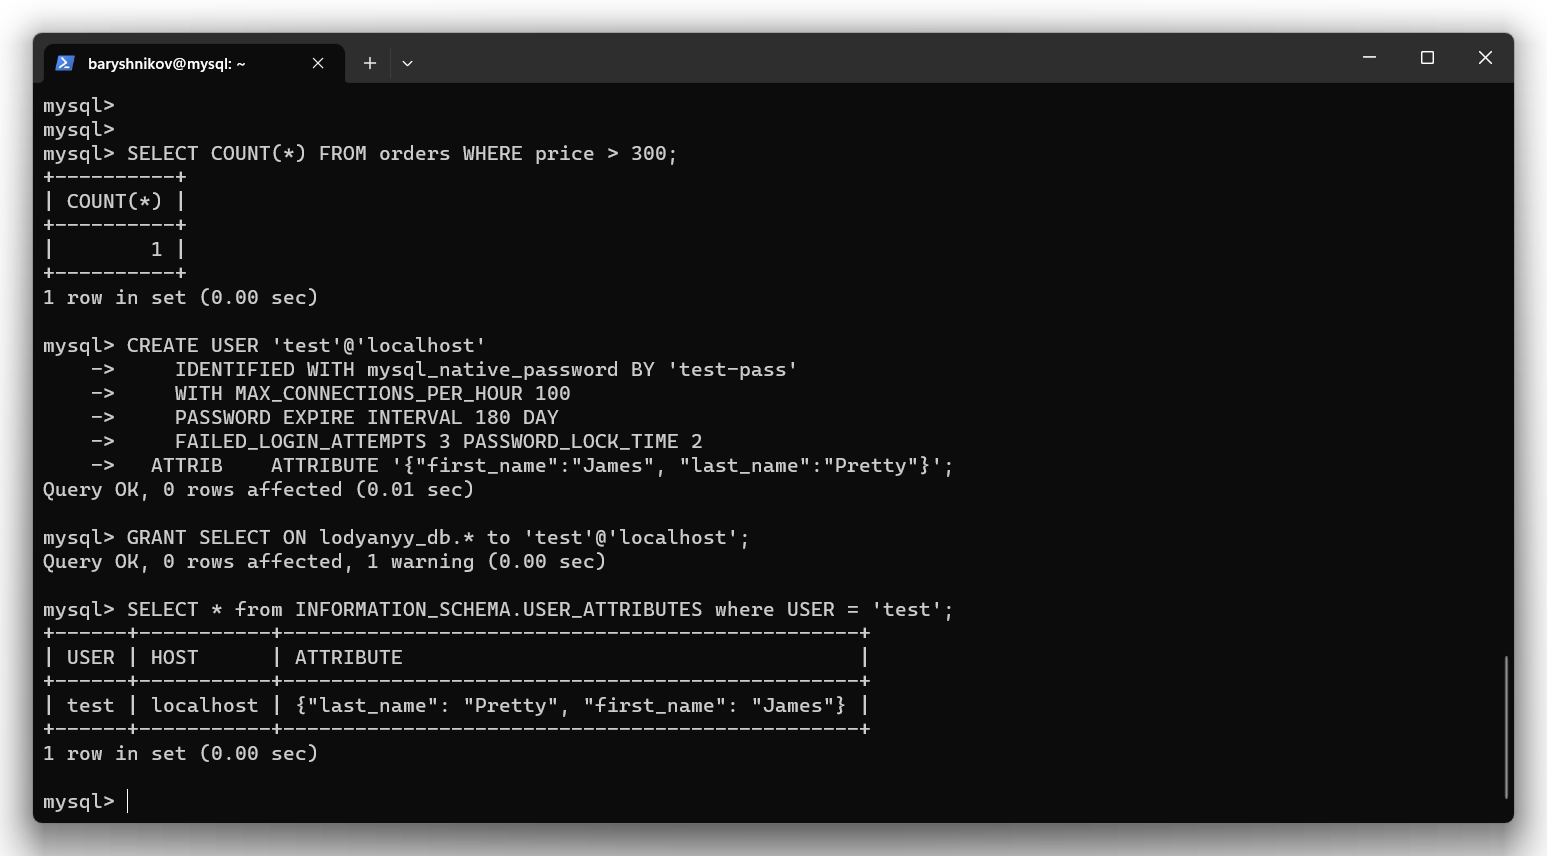 baryshnikov@mysql: ~
mysql>
mysql>
mysql> SELECT COUNT(*) FROM orders WHERE price > 300;
+----------+
| COUNT(*) |
+----------+
|        1 |
+----------+
1 row in set (0.00 sec)

mysql> CREATE USER 'test'@'localhost'
    ->     IDENTIFIED WITH mysql_native_password BY 'test-pass'
    ->     WITH MAX_CONNECTIONS_PER_HOUR 100
    ->     PASSWORD EXPIRE INTERVAL 180 DAY
    ->     FAILED_LOGIN_ATTEMPTS 3 PASSWORD_LOCK_TIME 2
    ->   ATTRIB    ATTRIBUTE '{"first_name":"James", "last_name":"Pretty"}';
Query OK, 0 rows affected (0.01 sec)

mysql> GRANT SELECT ON lodyanyy_db.* to 'test'@'localhost';
Query OK, 0 rows affected, 1 warning (0.00 sec)

mysql> SELECT * from INFORMATION_SCHEMA.USER_ATTRIBUTES where USER = 'test';
+------+-----------+------------------------------------------------+
| USER | HOST      | ATTRIBUTE                                      |
+------+-----------+------------------------------------------------+
| test | localhost | {"last_name": "Pretty", "first_name": "James"} |
+------+-----------+------------------------------------------------+
1 row in set (0.00 sec)

mysql>